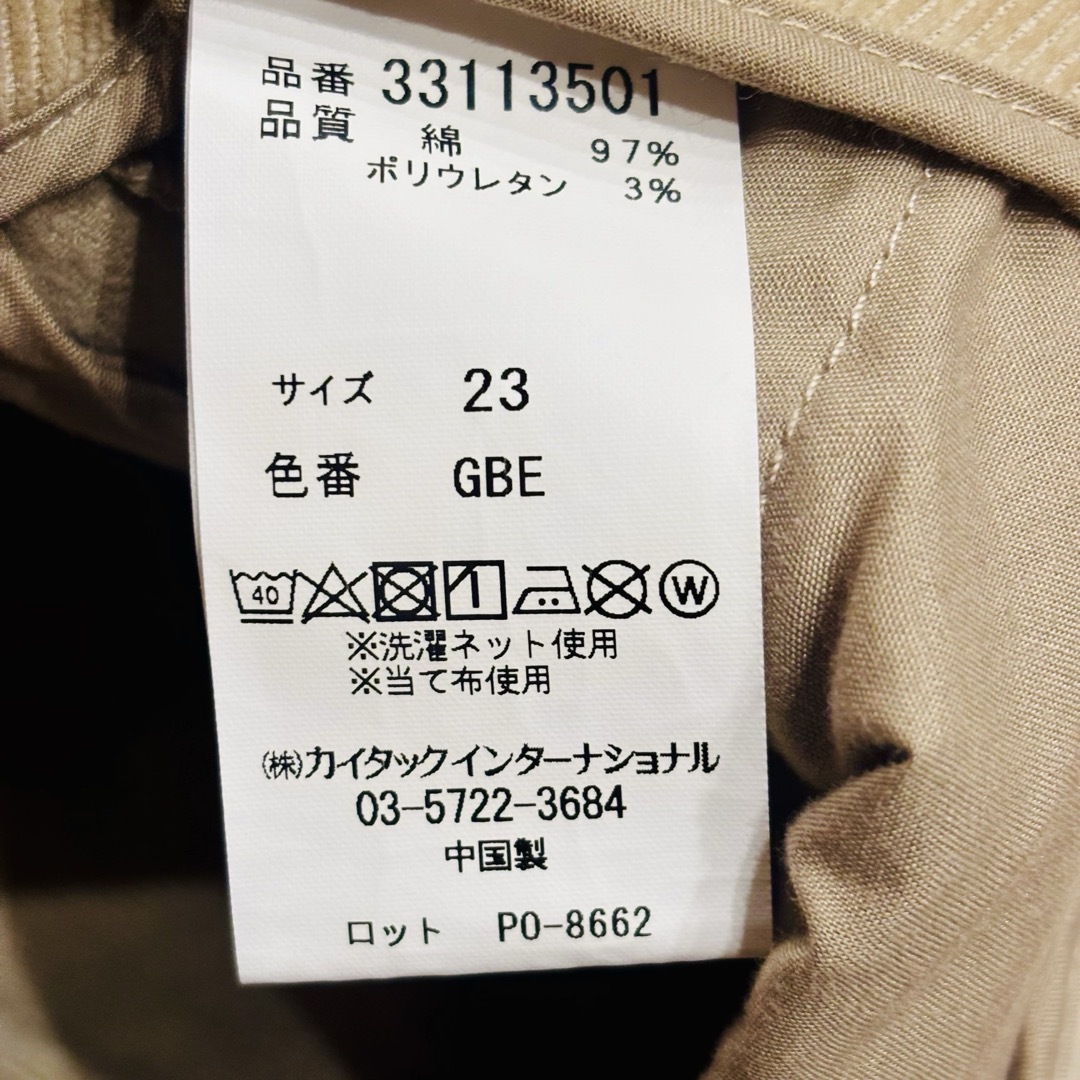 品番 33113501
品質 綿 97%
ポリウレタン 3%
サイズ 23
色番 GBE
40 W
※洗濯ネット使用
※当て布使用
(株)カイタックインターナショナル
03-5722-3684
中国製
ロット PO-8662